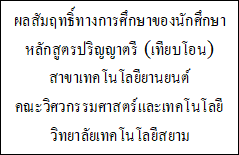 ผลสัมฤทธิ์ทางการศึกษาของนักศึกษา
หลักสูตรปริญญาตรี (เทียบโอน)
สาขาเทคโนโลยียานยนต์
คณะวิศวกรรมศาสตร์และเทคโนโลยี
วิทยาลัยเทคโนโลยีสยาม